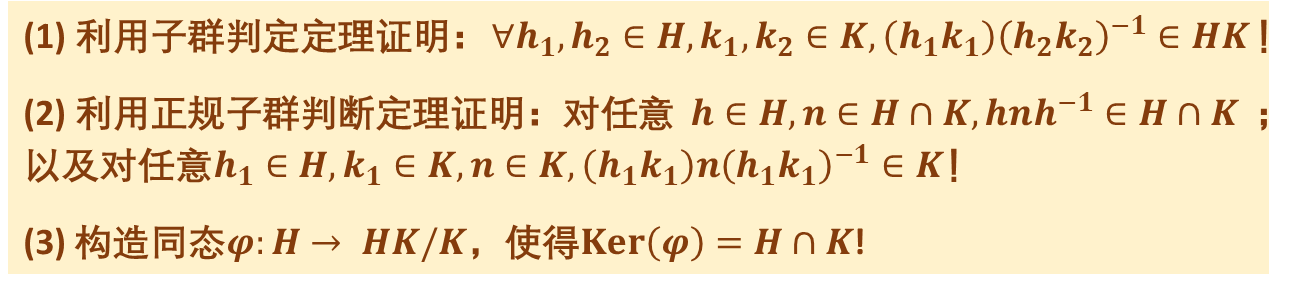 (1) 利用子群判定定理证明：∀h₁,h₂ ∈ H,k₁,k₂ ∈ K,(h₁k₁)(h₂k₂)⁻¹ ∈ HK！
(2) 利用正规子群判断定理证明：对任意 h ∈ H,n ∈ H ∩ K,hnh⁻¹ ∈ H ∩ K ；
以及对任意h₁ ∈ H,k₁ ∈ K,n ∈ K,(h₁k₁)n(h₁k₁)⁻¹ ∈ K！
(3) 构造同态φ:H → HK/K，使得Ker(φ) = H ∩ K!